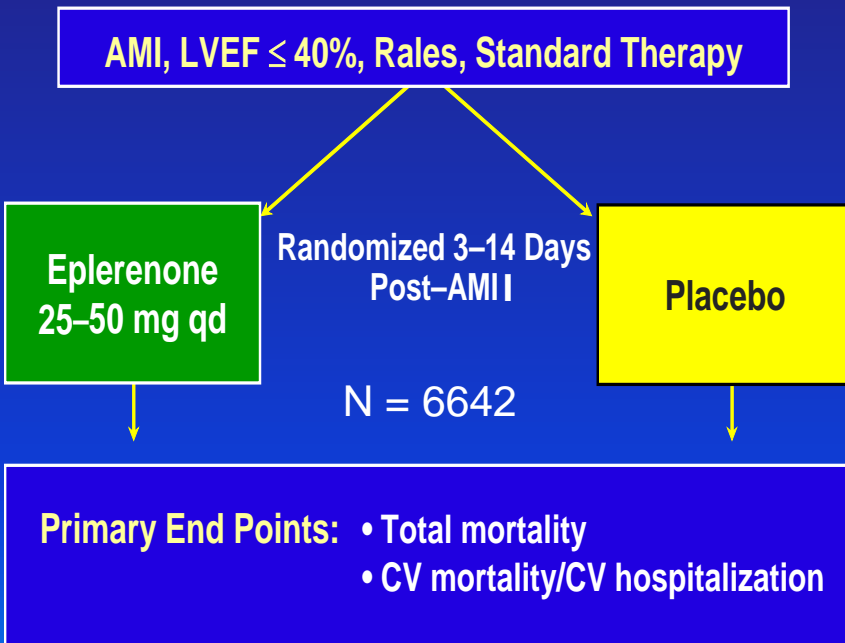 AMI, LVEF ≤ 40%, Rales, Standard Therapy
Eplerenone
25–50 mg qd
Randomized 3–14 Days
Post–AMI I
Placebo
N = 6642
Primary End Points: • Total mortality
• CV mortality/CV hospitalization